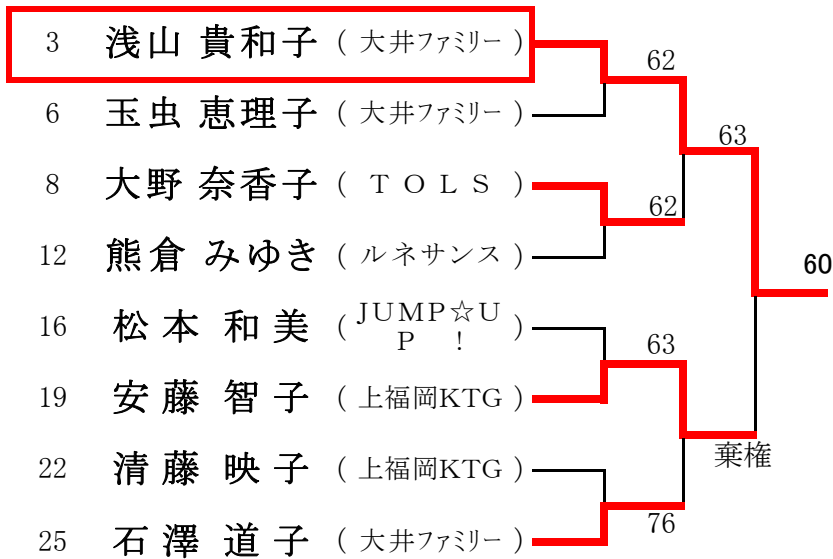 3 浅山 貴和子 ( 大井ファミリー )
62
6 玉虫 恵理子 ( 大井ファミリー )
63
8 大野 奈香子 ( ＴＯＬＳ )
62
12 熊倉 みゆき ( ルネサンス )
60
16 松本 和美 ( JUMP☆U
P ! )
63
19 安藤 智子 ( 上福岡KTG )
棄権
22 清藤 映子 ( 上福岡KTG )
76
25 石澤 道子 ( 大井ファミリー )